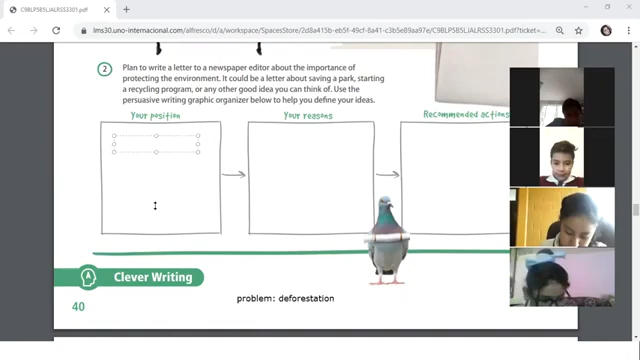 C9BLP5B5LJALRSS3301.pdf
lms30.uno-internacional.com/alfresco/d/a/workspace/SpacesStore/2d8a415b-eb5f-49cf-8a41-c3b5e89aa97e/C9BLP5P5LJALRSS3301.pdf?ticket=...
2 Plan to write a letter to a newspaper editor about the importance of
protecting the environment. It could be a letter about saving a park, starting
a recycling program, or any other good idea you can think of. Use the
persuasive writing graphic organizer below to help you define your ideas.
Your position Your reasons Recommended actions
A Clever Writing
40 problem: deforestation